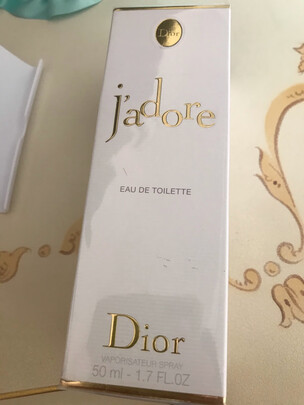 Dior
j'adore
EAU DE TOILETTE
Dior
VAPORISATEUR SPRAY
50 ml - 1.7 FL.OZ